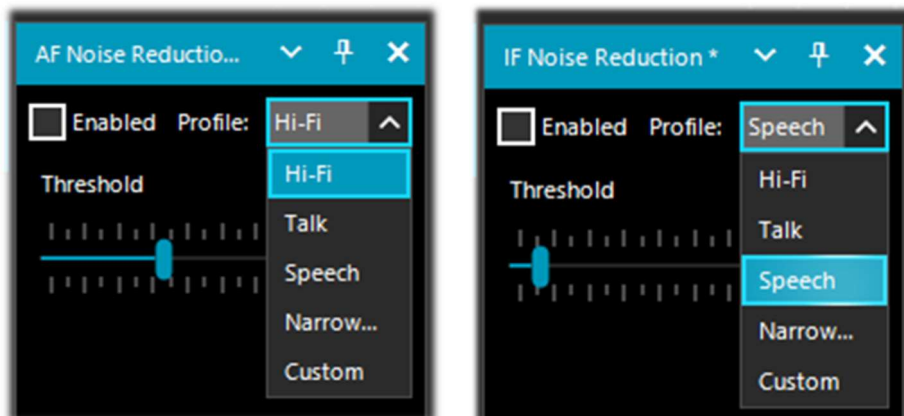 AF Noise Reductio...
Enabled Profile: Hi-Fi
Threshold
Hi-Fi
Talk
Speech
Narrow...
Custom
IF Noise Reduction *
Enabled Profile: Speech
Threshold
Hi-Fi
Talk
Speech
Narrow...
Custom